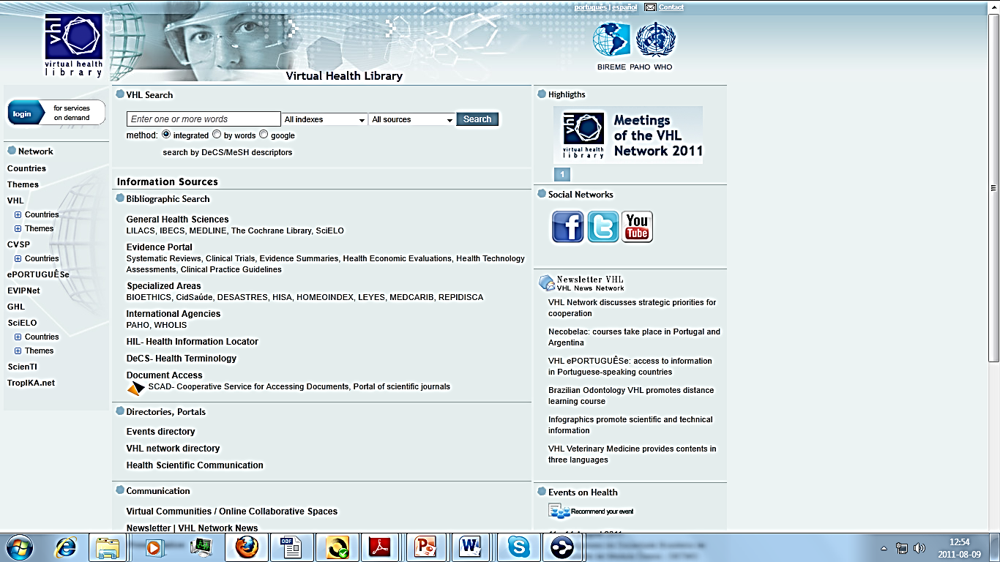 português | español Contact
vhl
virtual health
library
Virtual Health Library
BIREME PAHO WHO
login
for services
on demand
Network
Countries
Themes
VHL
Countries
Themes
CVSP
Countries
ePORTUGUÊSe
EVIPNet
GHL
SciELO
Countries
Themes
ScienTI
TropIKA.net
VHL Search
Enter one or more words All indexes All sources Search
method: integrated by words google
search by DeCS/MeSH descriptors
Information Sources
Bibliographic Search
General Health Sciences
LILACS, IBECS, MEDLINE, The Cochrane Library, SciELO
Evidence Portal
Systematic Reviews, Clinical Trials, Evidence Summaries, Health Economic Evaluations, Health Technology
Assessments, Clinical Practice Guidelines
Specialized Areas
BIOETHICS, CidSaúde, DESASTRES, HISA, HOMEOINDEX, LEYES, MEDCARIB, REPIDISCA
International Agencies
PAHO, WHOLIS
HIL- Health Information Locator
DeCS- Health Terminology
Document Access
SCAD- Cooperative Service for Accessing Documents, Portal of scientific journals
Directories, Portals
Events directory
VHL network directory
Health Scientific Communication
Communication
Virtual Communities / Online Collaborative Spaces
Newsletter | VHL Network News
Highligths
vhl
virtual health
library
Meetings
of the VHL
Network 2011
1
Social Networks
f
t
You
Tube
Newsletter VHL
VHL News Network
VHL Network discusses strategic priorities for
cooperation
Necobelac: courses take place in Portugal and
Argentina
VHL ePORTUGUÊSe: access to information
in Portuguese-speaking countries
Brazilian Odontology VHL promotes distance
learning course
Infographics promote scientific and technical
information
VHL Veterinary Medicine provides contents in
three languages
Events on Health
Recommend your event
ODF
P
W
S
12:54
2011-08-09